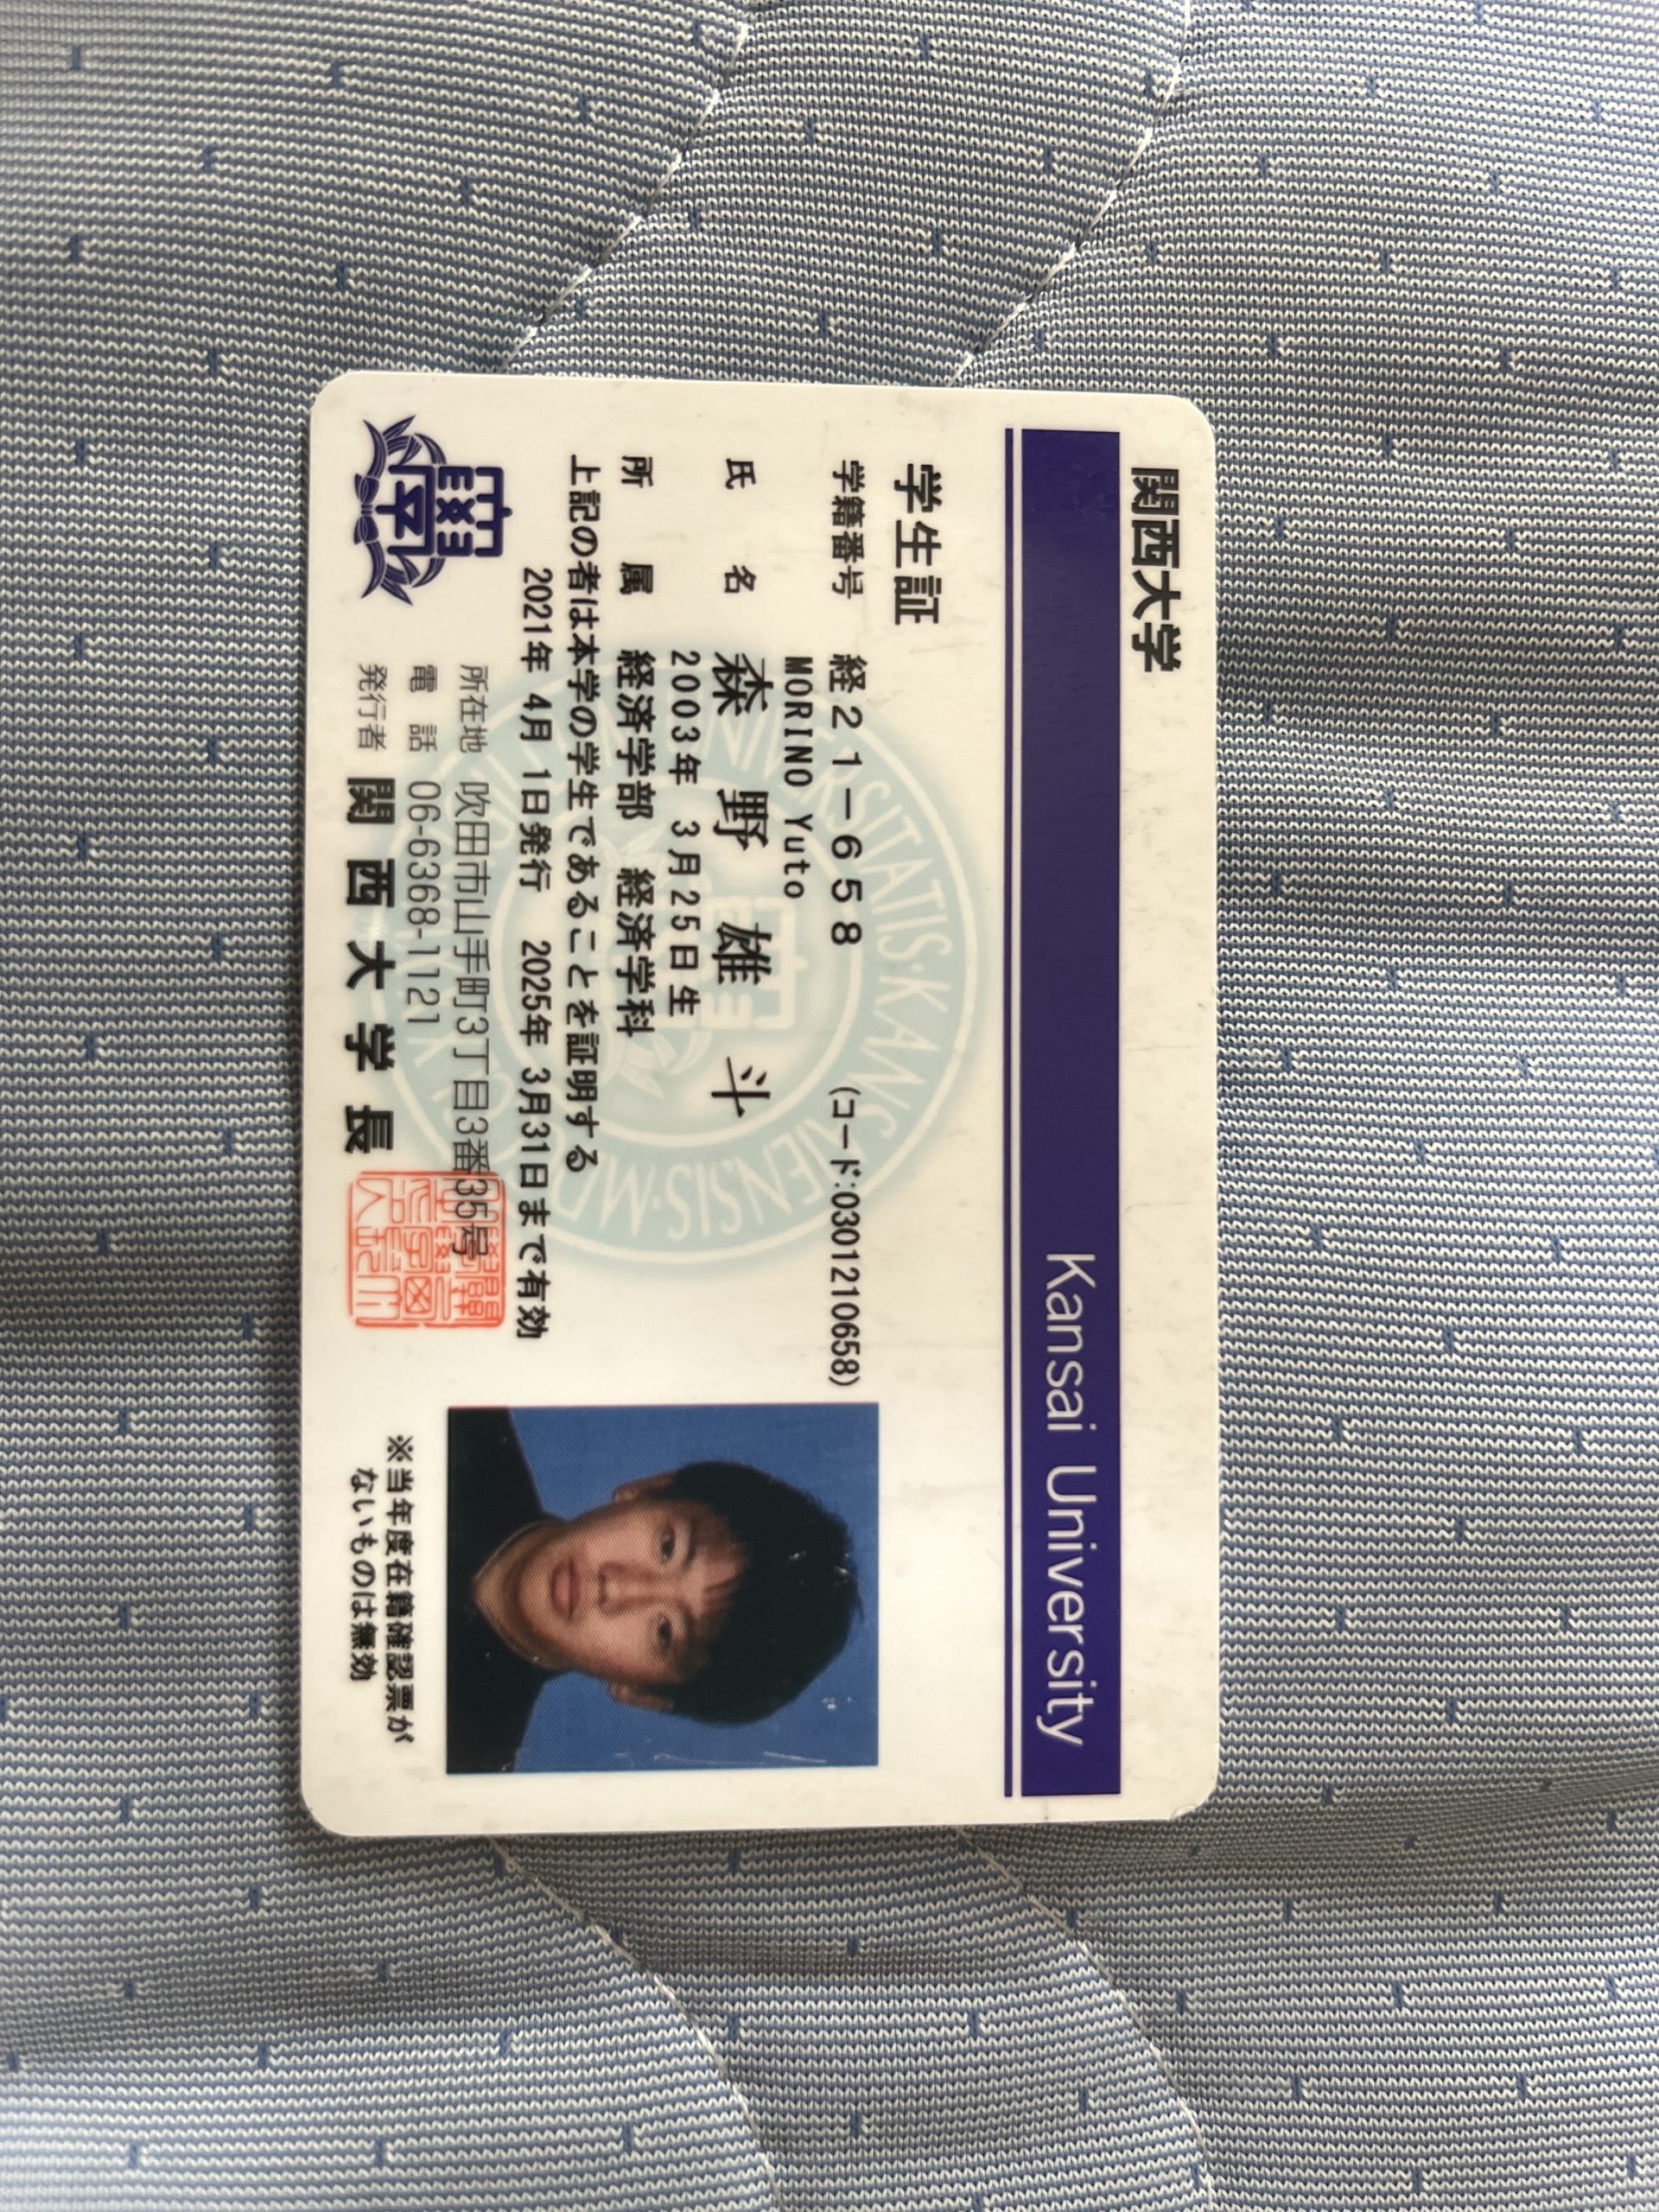 関西大学
Kansai University
学生証
学籍番号 経21-658 (コード:0301210658)
MORINO Yuto
氏名 森野雄斗
2003年 3月25日生
所属 経済学部 経済学科
上記の者は本学の学生であることを証明する
2021年 4月 1日発行 2025年 3月31日まで有効
所在地 吹田市山手町3丁目3番35号
電話 06-6368-1121
発行者 関西大学長
※当年度在籍確認票が
ないものは無効